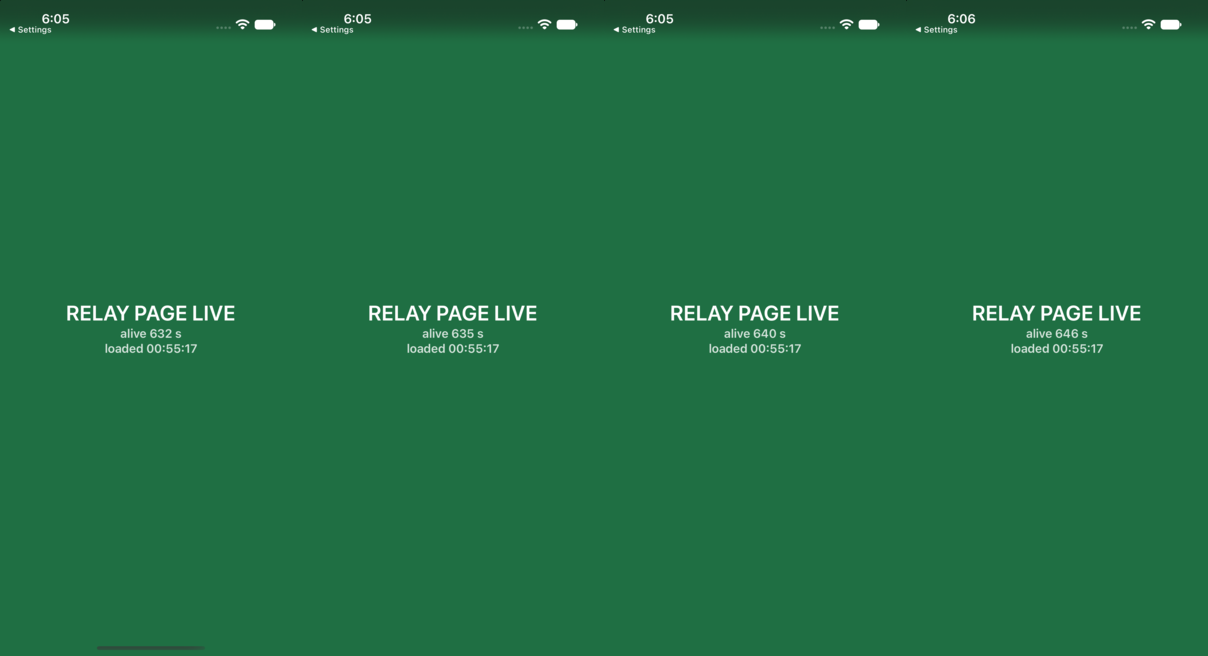 6:05
◀ Settings
RELAY PAGE LIVE
alive 632 s
loaded 00:55:17
6:05
◀ Settings
RELAY PAGE LIVE
alive 635 s
loaded 00:55:17
6:05
◀ Settings
RELAY PAGE LIVE
alive 640 s
loaded 00:55:17
6:06
◀ Settings
RELAY PAGE LIVE
alive 646 s
loaded 00:55:17